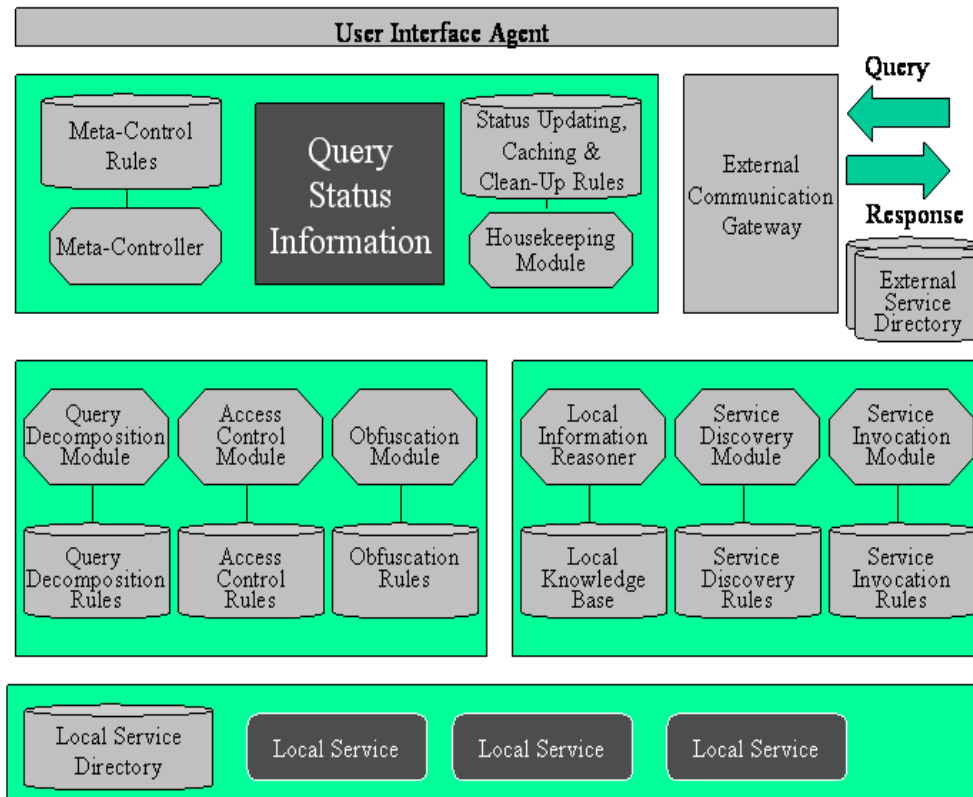 User Interface Agent
Query
Meta-Control
Rules
Meta-Controller
Query
Status
Information
Status Updating,
Caching &
Clean-Up Rules
Housekeeping
Module
External
Communication
Gateway
Response
External
Service
Directory
Query
Decomposition
Module
Access
Control
Module
Obfuscation Module
Local
Information
Reasoner
Service
Discovery
Module
Service
Invocation
Module
Query
Decomposition
Rules
Access
Control
Rules
Obfuscation
Rules
Local
Knowledge
Base
Service
Discovery
Rules
Service
Invocation
Rules
Local Service
Directory
Local Service
Local Service
Local Service